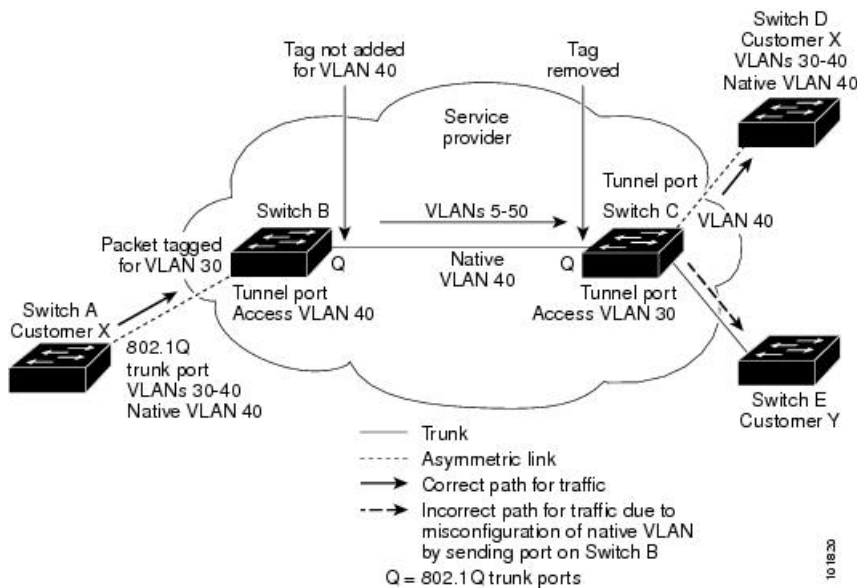 Tag not added
for VLAN 40
Tag
removed
Switch D
Customer X
VLANs 30-40
Native VLAN 40
Service
provider
Tunnel port
VLAN 40
Switch B
VLANs 5-50
Switch C
Packet tagged
for VLAN 30
Q
Native
VLAN 40
Q
Switch A
Customer X
Tunnel port
Access VLAN 40
Tunnel port
Access VLAN 30
802.1Q
trunk port
VLANs 30-40
Native VLAN 40
Switch E
Customer Y
Trunk
Asymmetric link
Correct path for traffic
Incorrect path for traffic due to
misconfiguration of native VLAN
by sending port on Switch B
Q = 802.1Q trunk ports
101820